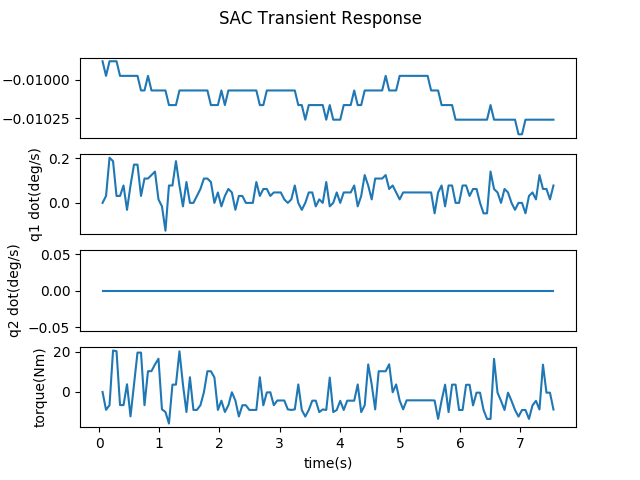 SAC Transient Response
−0.01000
−0.01025
0.2
0.0
q1 dot(deg/s)
0.05
0.00
−0.05
q2 dot(deg/s)
20
0
torque(Nm)
0 1 2 3 4 5 6 7
time(s)